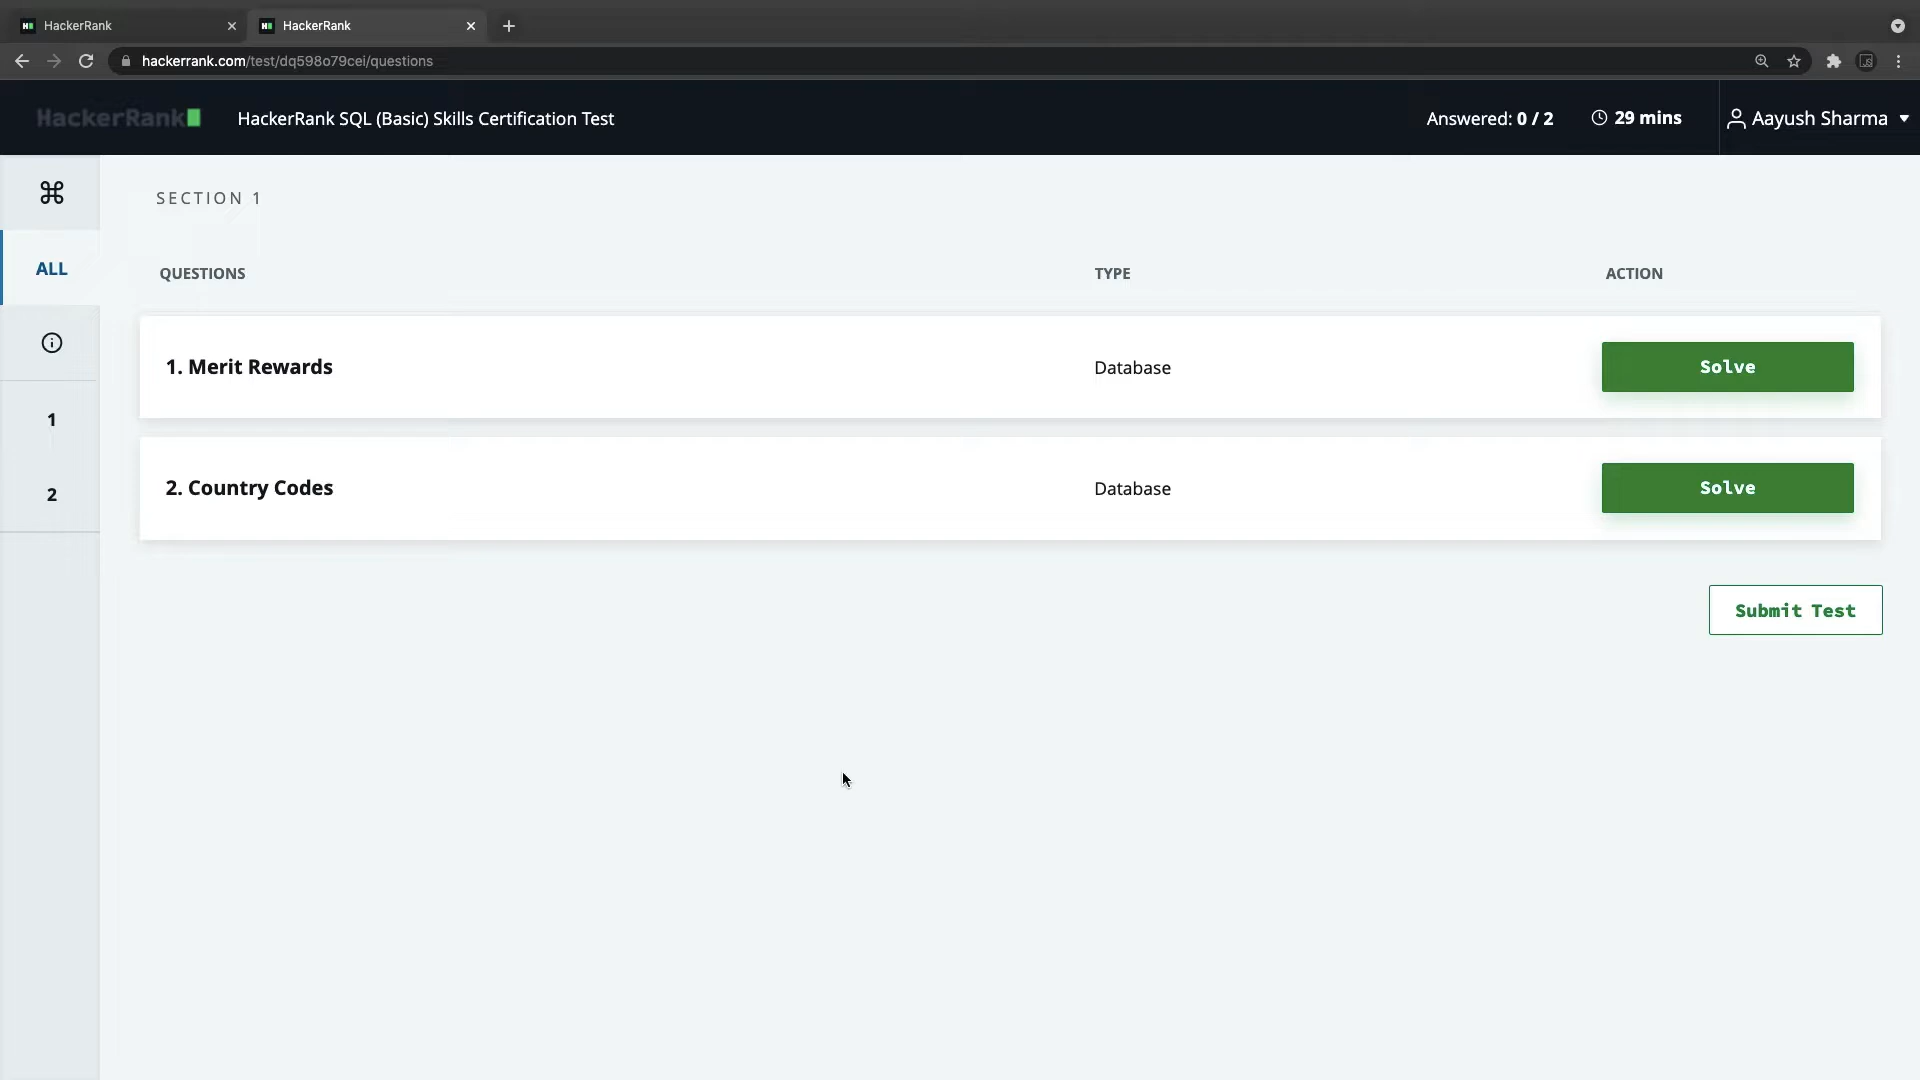 HackerRank
HackerRank
hackerrank.com/test/dq598o79cei/questions
HackerRank
HackerRank SQL (Basic) Skills Certification Test
Answered: 0 / 2
29 mins
Aayush Sharma
SECTION 1
ALL
QUESTIONS
TYPE
ACTION
1. Merit Rewards
Database
Solve
1
2. Country Codes
Database
Solve
2
Submit Test